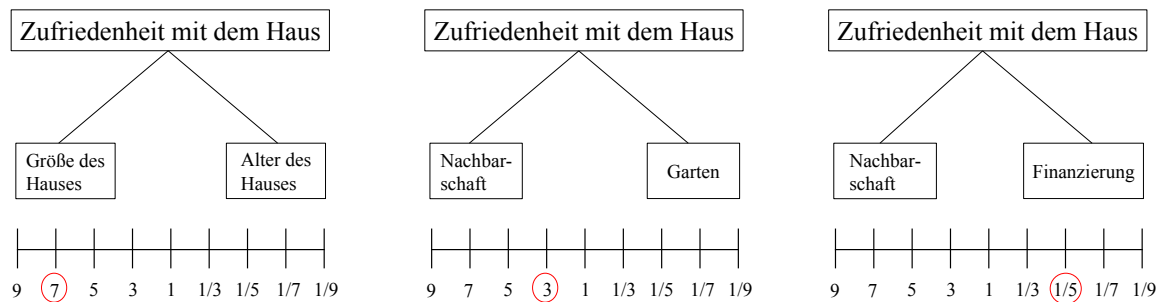 Zufriedenheit mit dem Haus
Größe des
Hauses
Alter des
Hauses
9 7 5 3 1 1/3 1/5 1/7 1/9
Zufriedenheit mit dem Haus
Nachbar-
schaft
Garten
9 7 5 3 1 1/3 1/5 1/7 1/9
Zufriedenheit mit dem Haus
Nachbar-
schaft
Finanzierung
9 7 5 3 1 1/3 1/5 1/7 1/9